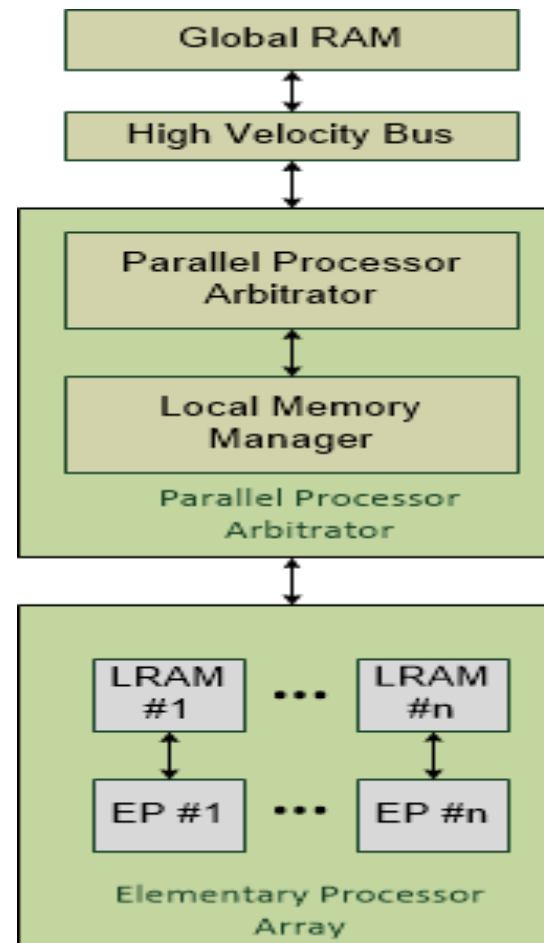 Global RAM
High Velocity Bus
Parallel Processor
Arbitrator
Local Memory
Manager
Parallel Processor
Arbitrator
LRAM #1 ••• LRAM #n
EP #1 ••• EP #n
Elementary Processor
Array